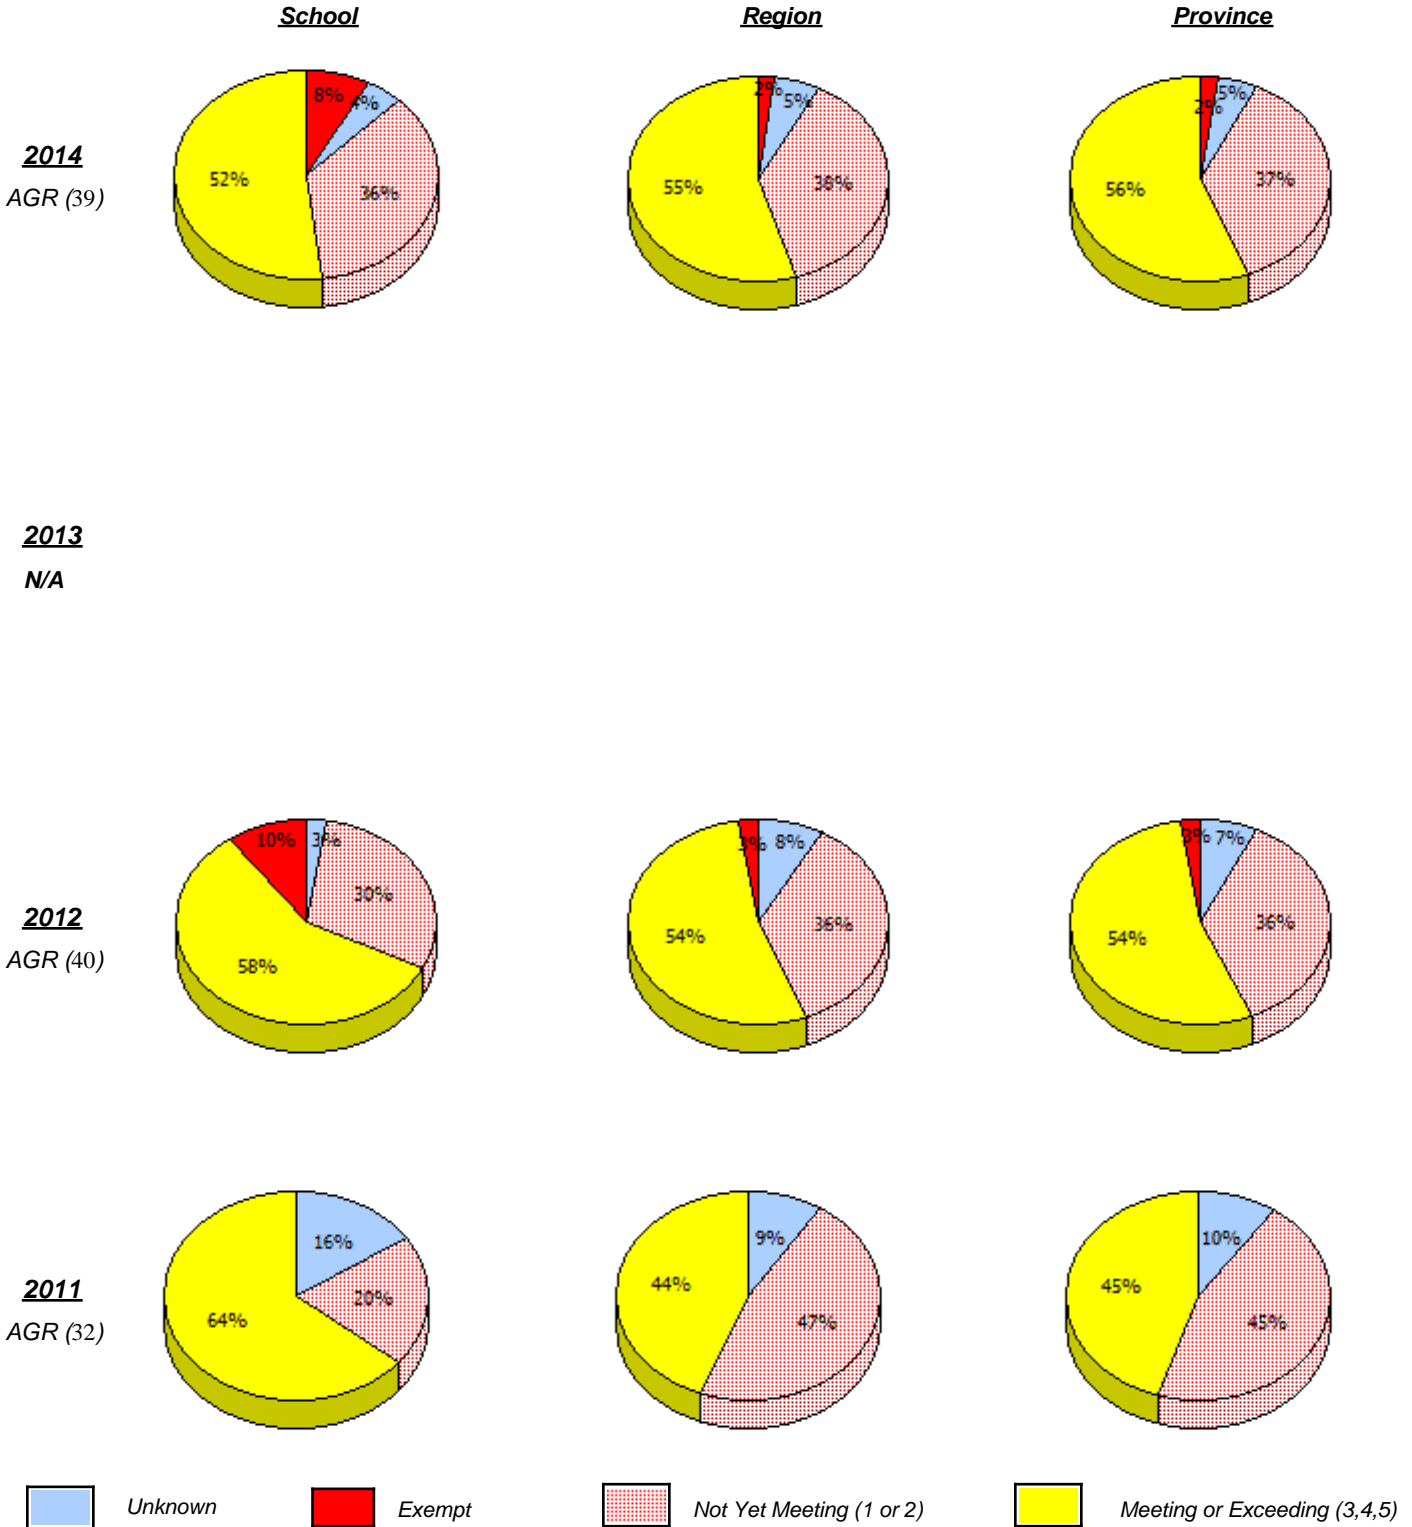 School Region Province
2014
AGR (39)
8% 4% 36% 52%
2% 5% 38% 55%
2% 5% 37% 56%
2013
N/A
2012
AGR (40)
10% 3% 30% 58%
3% 8% 36% 54%
3% 7% 36% 54%
2011
AGR (32)
16% 20% 64%
9% 44% 47%
10% 45% 45%
Unknown Exempt Not Yet Meeting (1 or 2) Meeting or Exceeding (3,4,5)